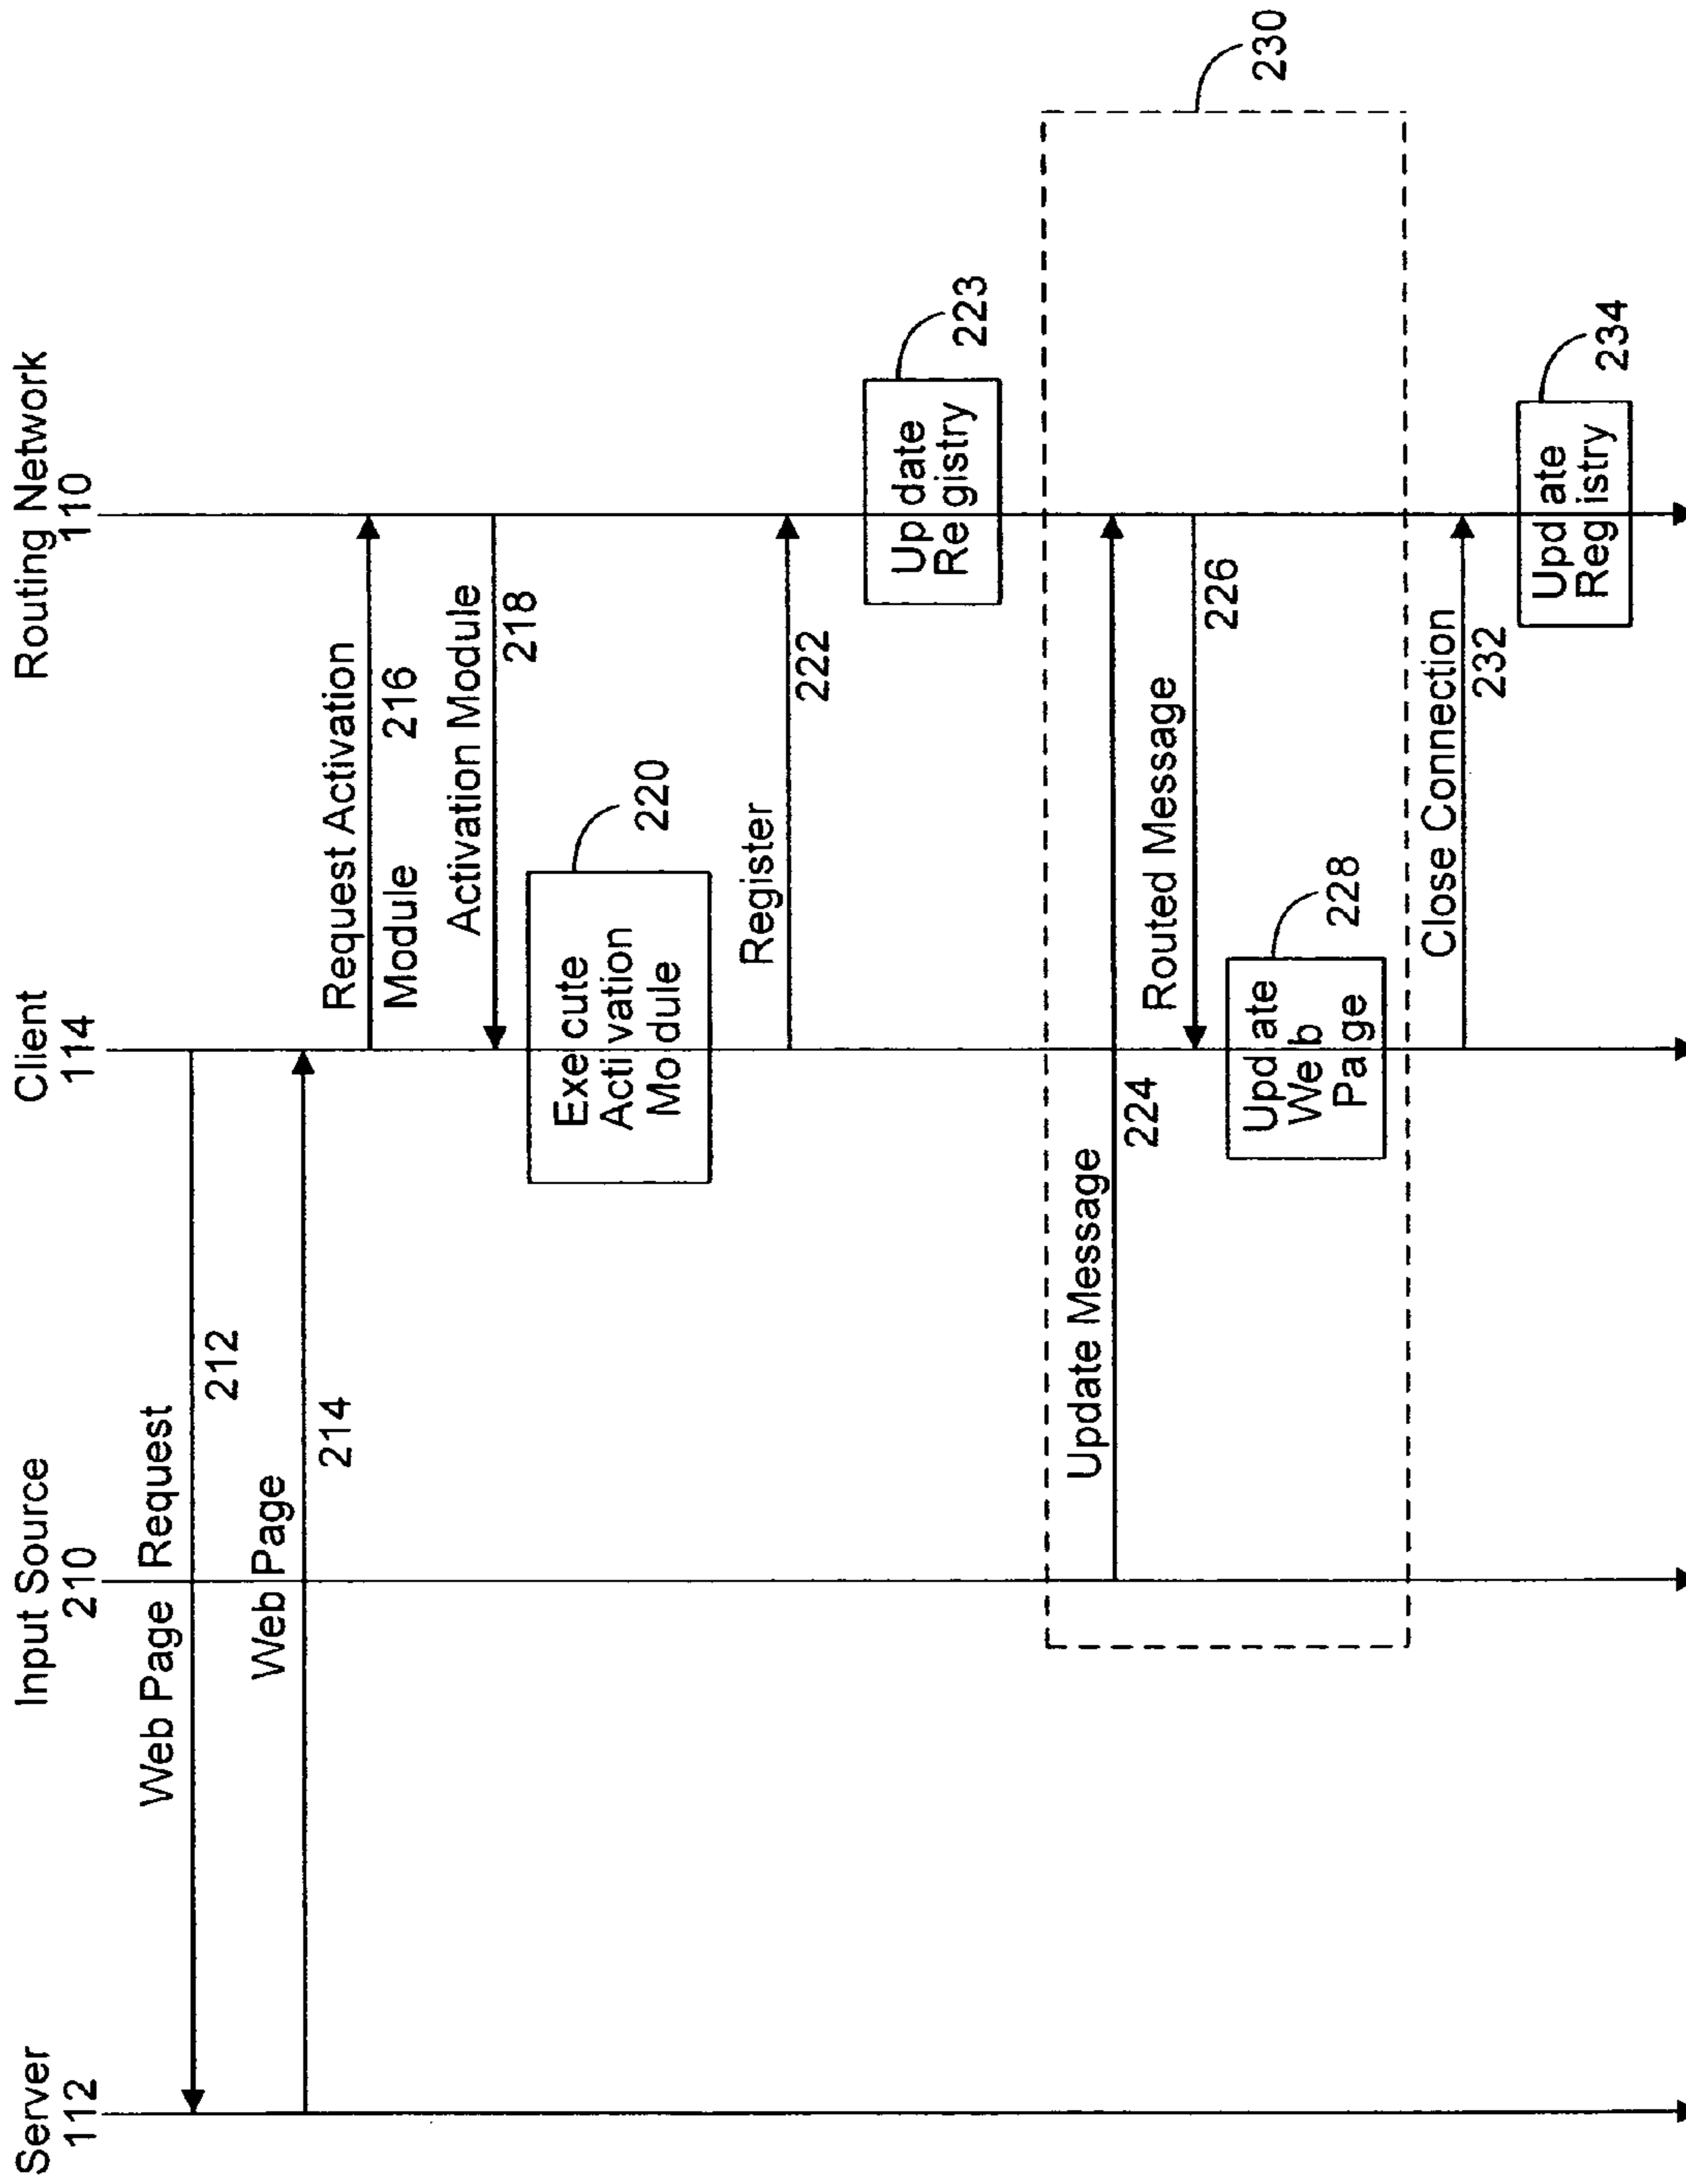 Server
112
Input Source
210
Client
114
Routing Network
110
Web Page Request
212
Web Page
214
Request Activation
Module 216
Activation Module
218
Execute
Activation
Module
220
Register
222
Update
Registry
223
230
Update Message
224
Routed Message
226
Update
Web
Page
228
Close Connection
232
Update
Registry
234